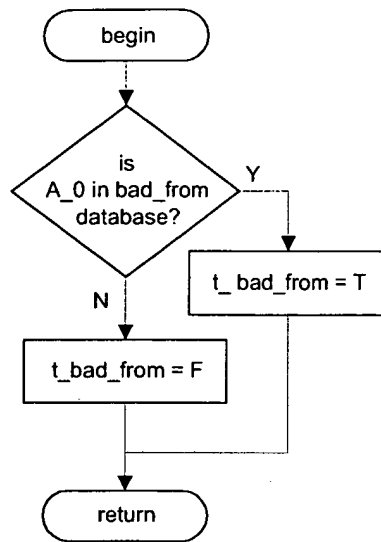 begin
is
A_0 in bad_from
database?
Y
t_ bad_from = T
N
t_bad_from = F
return